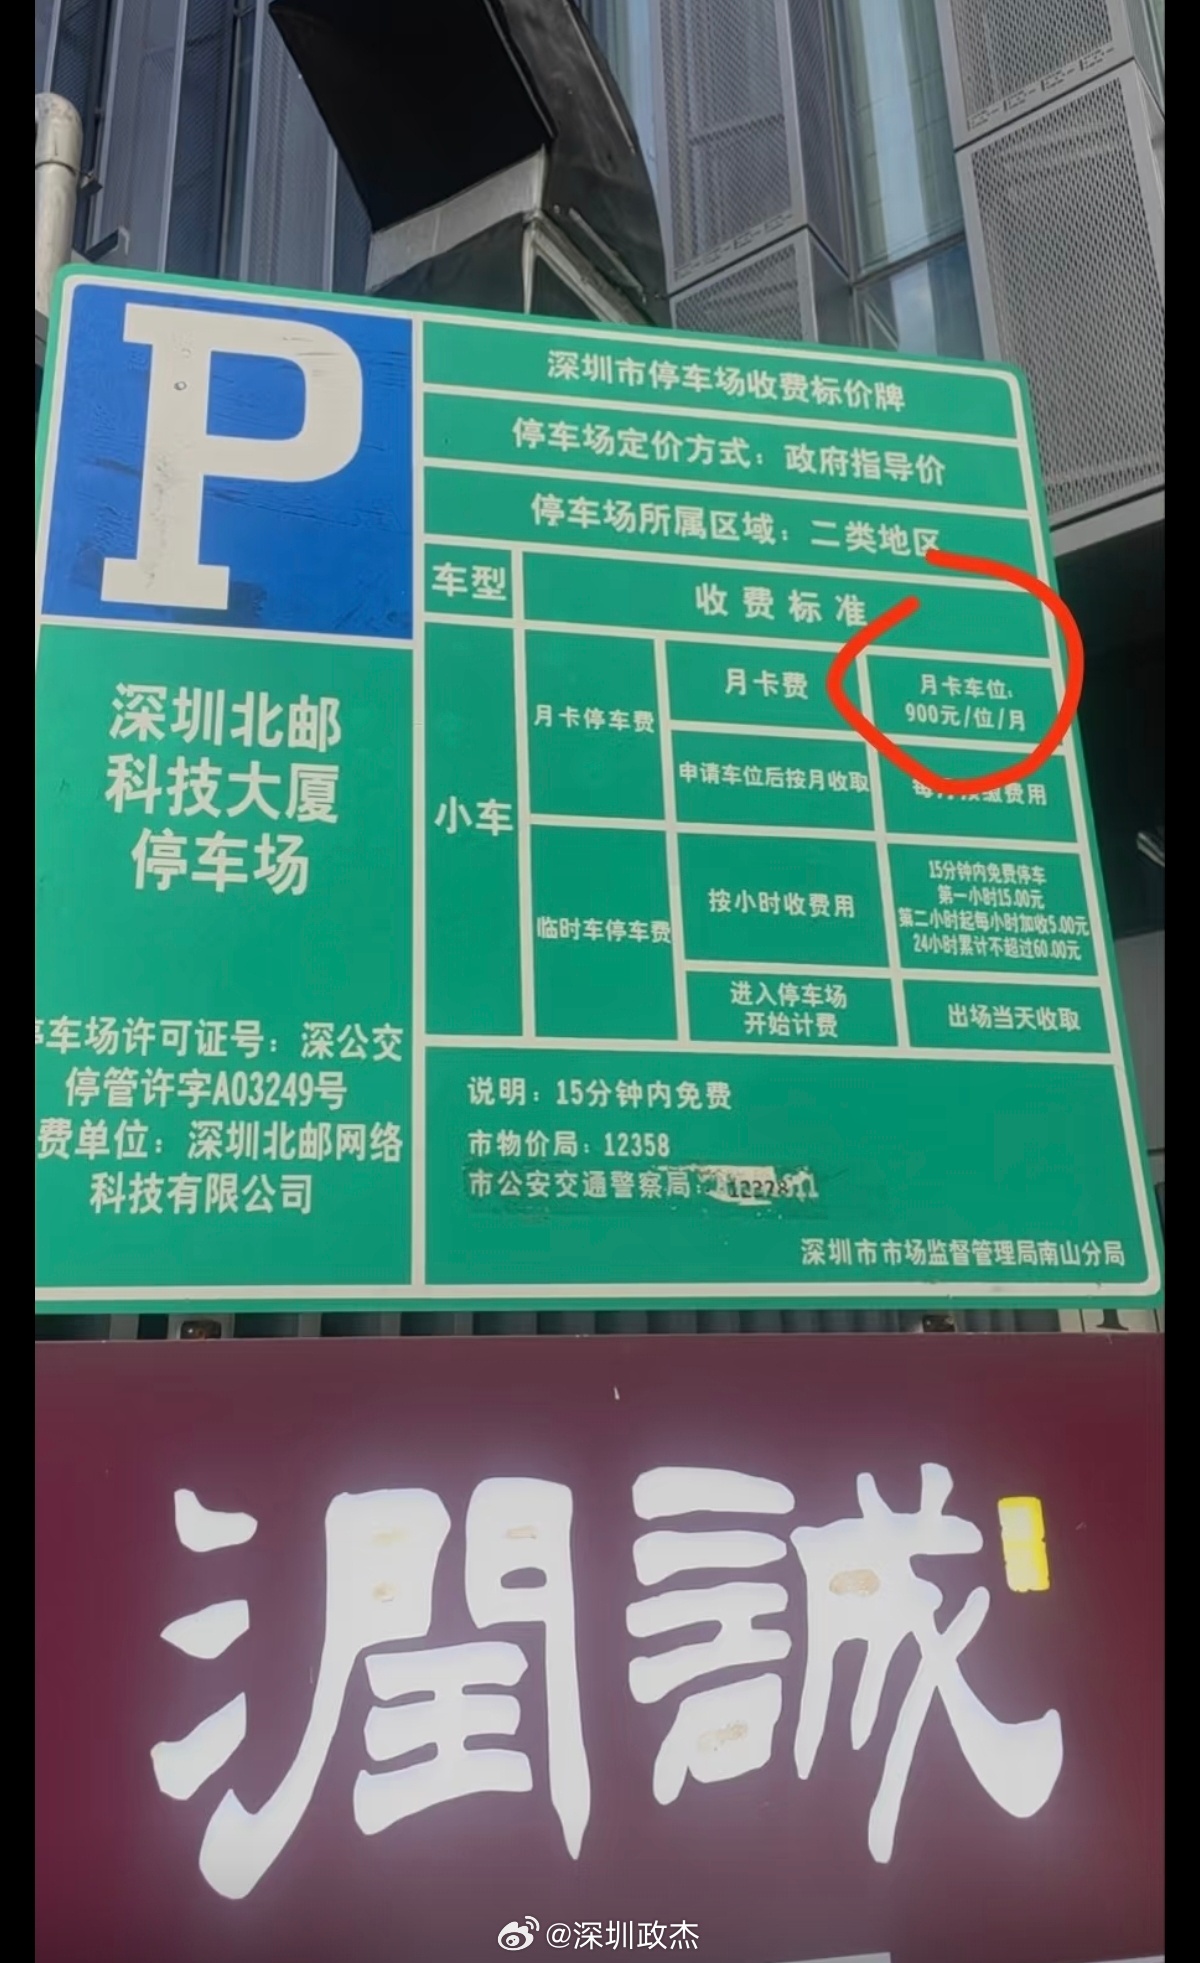 P
深圳市停车场收费标价牌
停车场定价方式：政府指导价
停车场所属区域：二类地区
车型
收费标准
小车
月卡停车费
月卡费
月卡车位：
900元/位/月
申请车位后按月收取
费用
临时车停车费
按小时收费用
15分钟内免费停车
第一小时15.00元
第二小时起每小时加收5.00元
24小时累计不超过60.00元
进入停车场
开始计费
出场当天收取
深圳北邮
科技大厦
停车场
停车场许可证号：深公交
停管许字A03249号
费单位：深圳北邮网络
科技有限公司
说明：15分钟内免费
市物价局：12358
市公安交通警察局：
深圳市市场监督管理局南山分局
潤誠
@深圳政杰